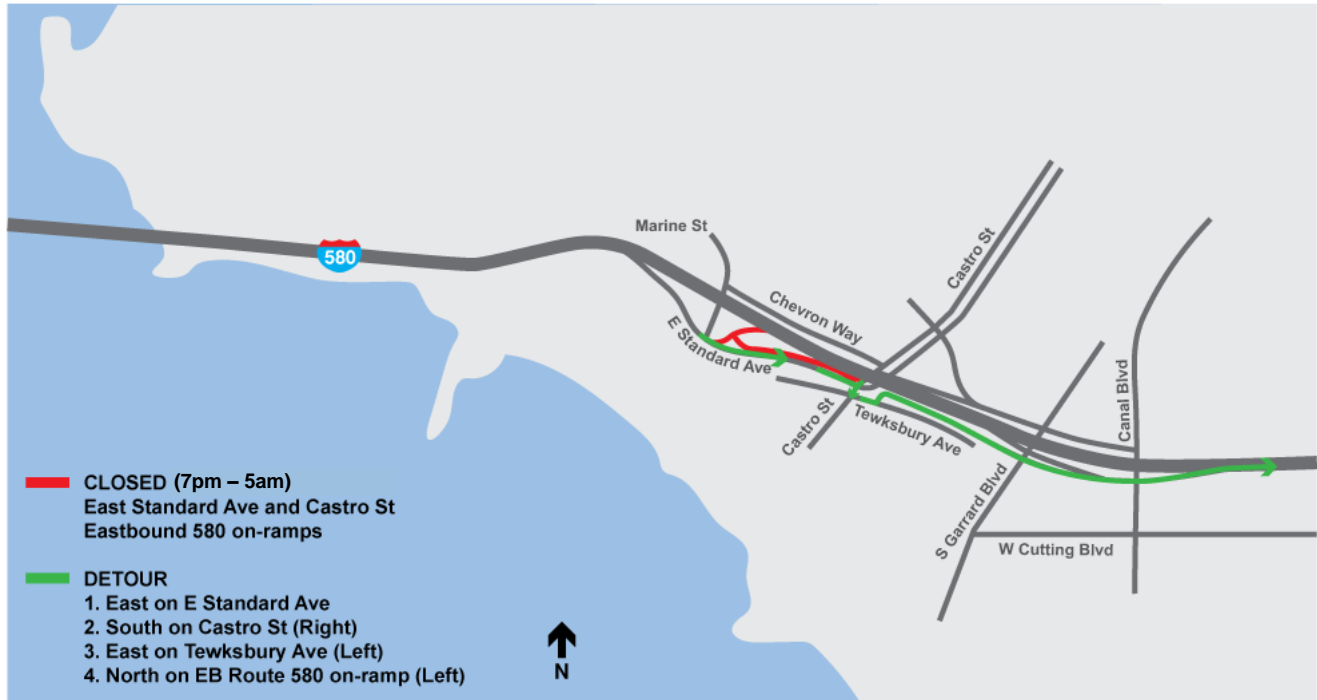 Marine St
580
Castro St
Chevron Way
E Standard Ave
Castro St
Tewksbury Ave
Canal Blvd
S Garrard Blvd
W Cutting Blvd
CLOSED (7pm – 5am)
East Standard Ave and Castro St
Eastbound 580 on-ramps
DETOUR
1. East on E Standard Ave
2. South on Castro St (Right)
3. East on Tewksbury Ave (Left)
4. North on EB Route 580 on-ramp (Left)
N